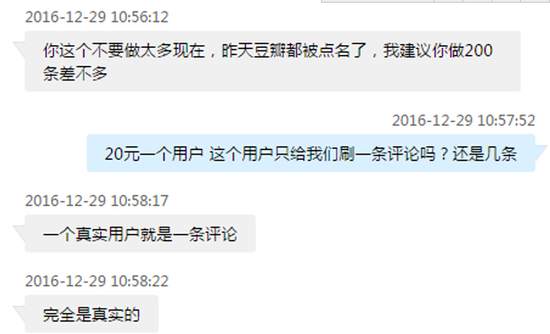 2016-12-29 10:56:12
你这个不要做太多现在，昨天豆瓣都被点名了，我建议你做200
条差不多
2016-12-29 10:57:52
20元一个用户 这个用户只给我们刷一条评论吗？还是几条
2016-12-29 10:58:17
一个真实用户就是一条评论
2016-12-29 10:58:22
完全是真实的